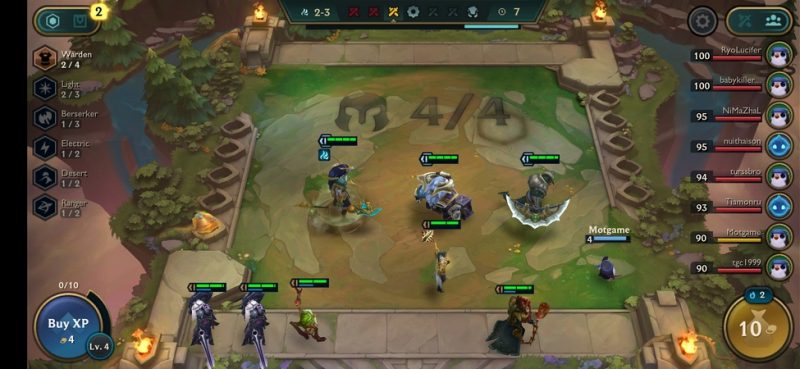 2
2-3
7
Warden
2 / 4
Light
2 / 3
Berserker
1 / 3
Electric
1 / 2
Desert
1 / 2
Ranger
1 / 2
4/4
RyoLucifer
100
babykiller...
100
NiMaZhaL
95
nuithaison
95
turssbro
94
Tiamonru
93
Motgame
90
tgc1999
90
Motgame
4
0/10
Buy XP
4
Lv. 4
2
10